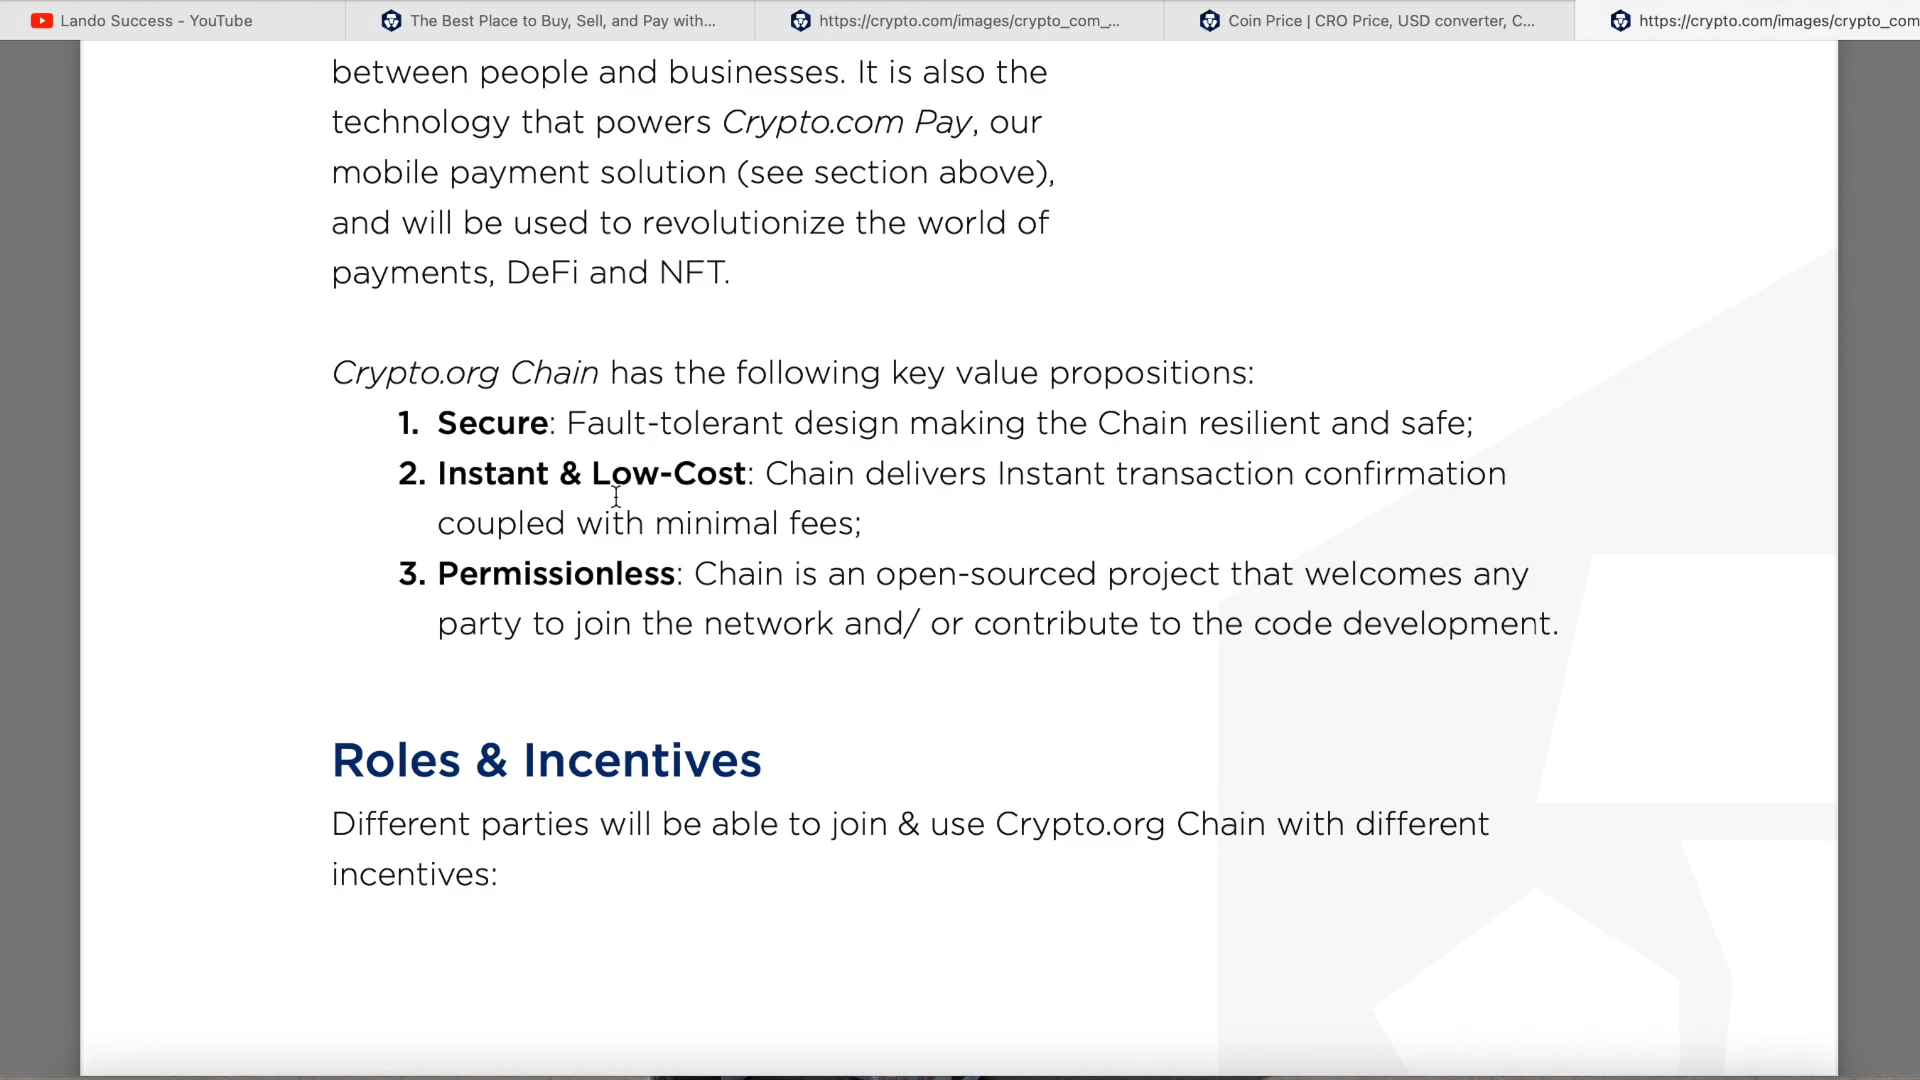 Lando Success - YouTube
The Best Place to Buy, Sell, and Pay with...
https://crypto.com/images/crypto_com_...
Coin Price | CRO Price, USD converter, C...
https://crypto.com/images/crypto_com
between people and businesses. It is also the
technology that powers Crypto.com Pay, our
mobile payment solution (see section above),
and will be used to revolutionize the world of
payments, DeFi and NFT.
Crypto.org Chain has the following key value propositions:
1. Secure: Fault-tolerant design making the Chain resilient and safe;
2. Instant & Low-Cost: Chain delivers Instant transaction confirmation
coupled with minimal fees;
3. Permissionless: Chain is an open-sourced project that welcomes any
party to join the network and/ or contribute to the code development.
Roles & Incentives
Different parties will be able to join & use Crypto.org Chain with different
incentives: